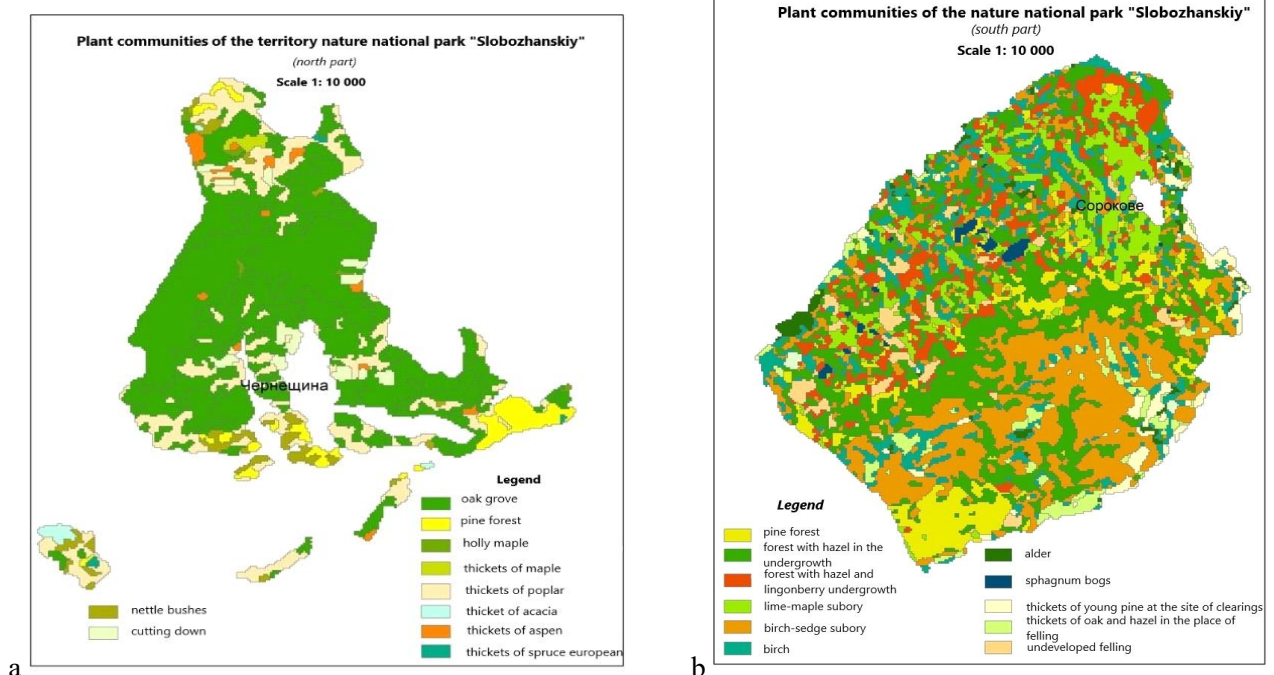 Plant communities of the territory nature national park "Slobozhanskiy"
(north part)
Scale 1: 10 000
Чернещина
Legend
oak grove
pine forest
holly maple
thickets of maple
thickets of poplar
thicket of acacia
thickets of aspen
thickets of spruce european
nettle bushes
cutting down
a
Plant communities of the nature national park "Slobozhanskiy"
(south part)
Scale 1: 10 000
Сорокове
Legend
pine forest
forest with hazel in the
undergrowth
forest with hazel and
lingonberry undergrowth
lime-maple subory
birch-sedge subory
birch
alder
sphagnum bogs
thickets of young pine at the site of clearings
thickets of oak and hazel in the place of
felling
undeveloped felling
b